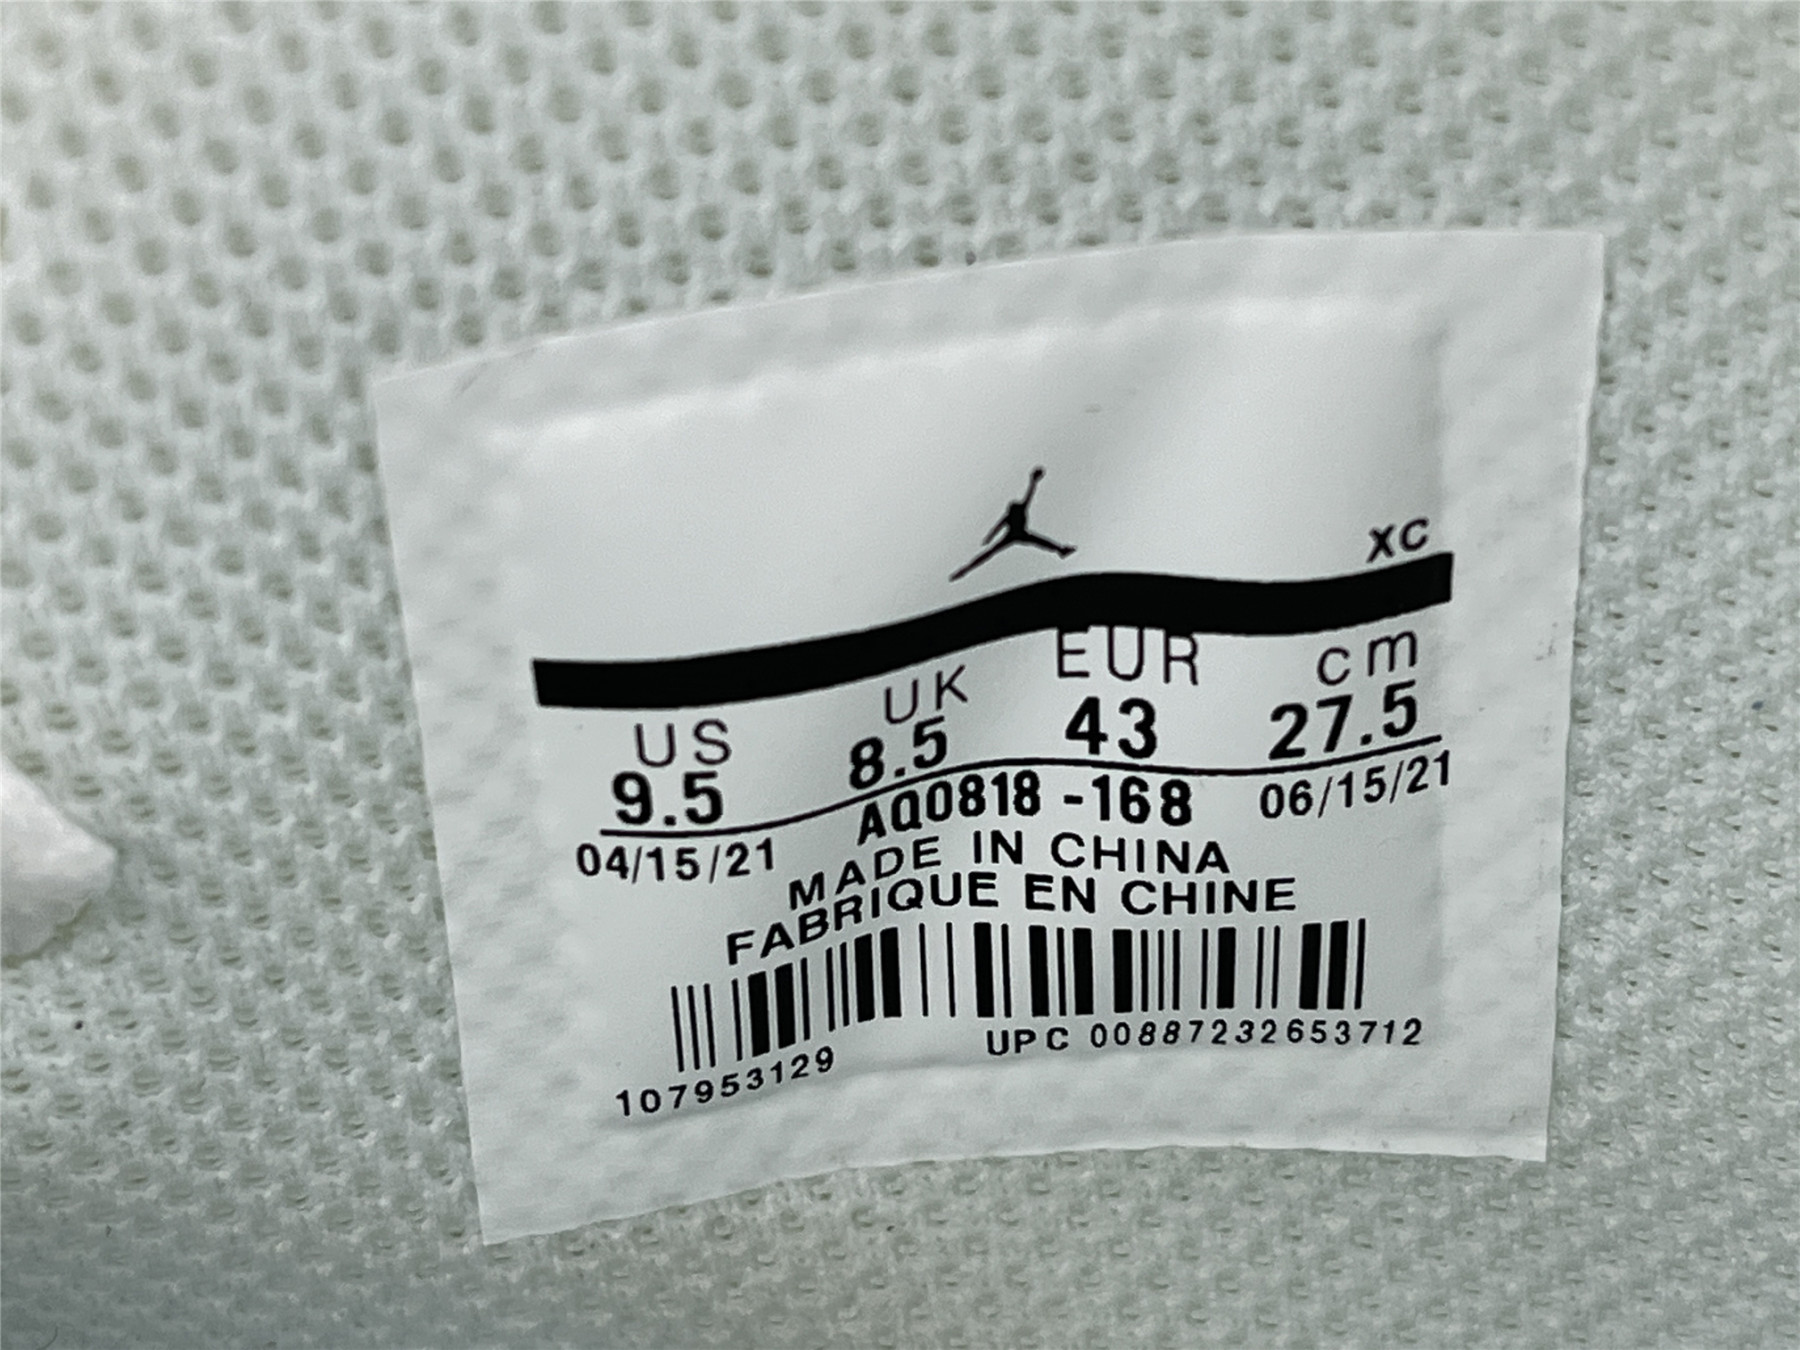 XC
US UK EUR cm
9.5 8.5 43 27.5
04/15/21 AQ0818 -168 06/15/21
MADE IN CHINA
FABRIQUE EN CHINE
107953129 UPC 00887232653712